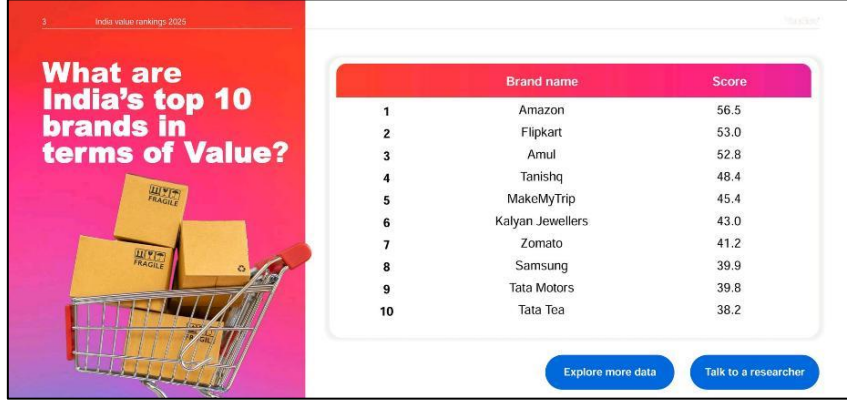 3 India value rankings 2025
What are
India's top 10
brands in
terms of Value?
FRAGILE
FRAGILE
Brand name Score
1 Amazon 56.5
2 Flipkart 53.0
3 Amul 52.8
4 Tanishq 48.4
5 MakeMyTrip 45.4
6 Kalyan Jewellers 43.0
7 Zomato 41.2
8 Samsung 39.9
9 Tata Motors 39.8
10 Tata Tea 38.2
Explore more data Talk to a researcher